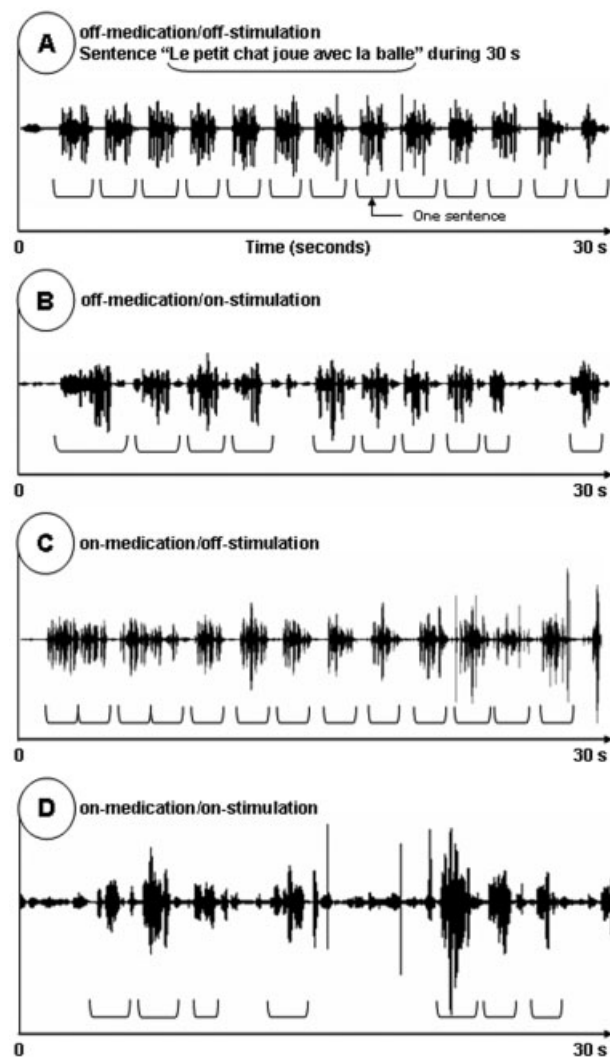 A
off-medication/off-stimulation
Sentence “Le petit chat joue avec la balle” during 30 s
One sentence
0 Time (seconds) 30 s
B
off-medication/on-stimulation
0 30 s
C
on-medication/off-stimulation
0 30 s
D
on-medication/on-stimulation
0 30 s